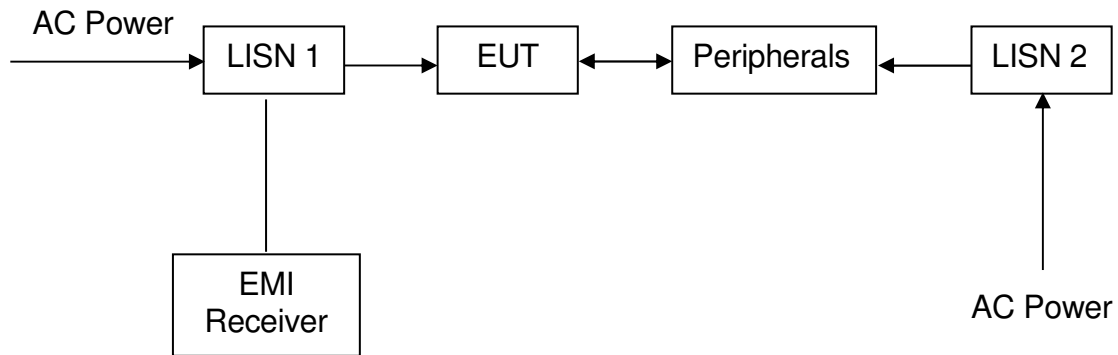 AC Power
LISN 1
EUT
Peripherals
LISN 2
EMI
Receiver
AC Power